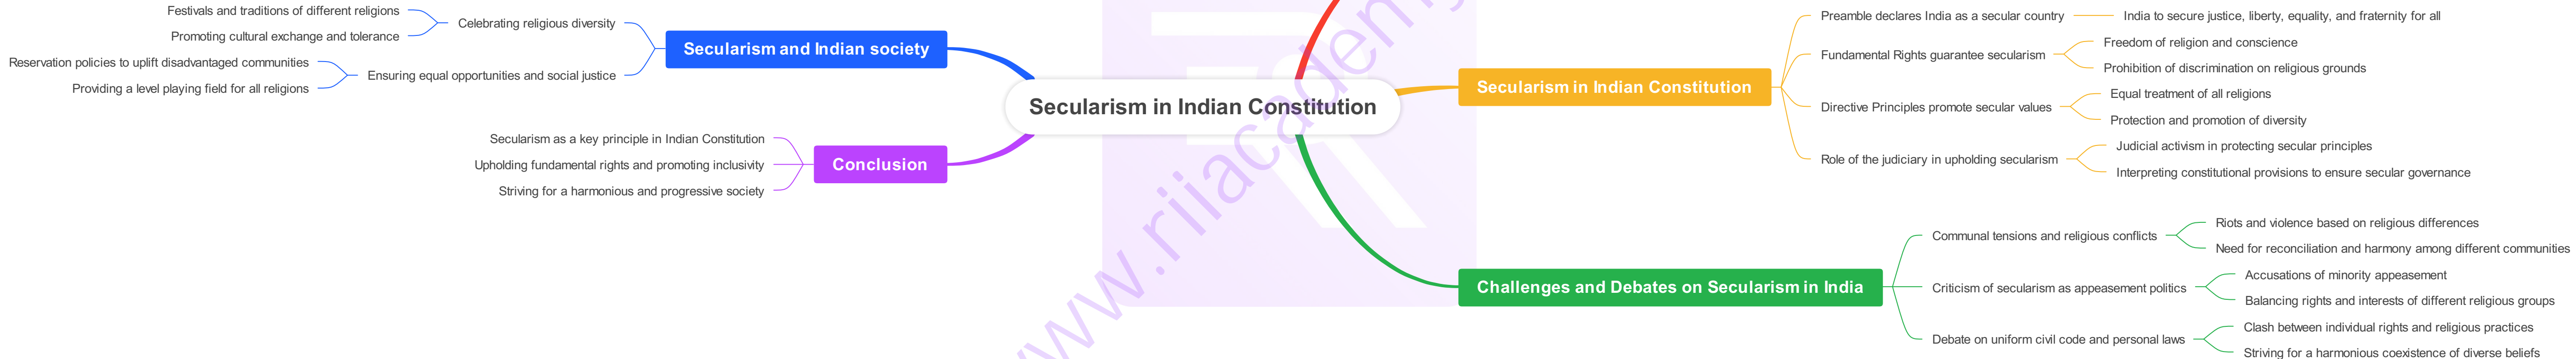 Secularism in Indian Constitution
Secularism and Indian society
Celebrating religious diversity
Festivals and traditions of different religions
Promoting cultural exchange and tolerance
Ensuring equal opportunities and social justice
Reservation policies to uplift disadvantaged communities
Providing a level playing field for all religions
Conclusion
Secularism as a key principle in Indian Constitution
Upholding fundamental rights and promoting inclusivity
Striving for a harmonious and progressive society
Secularism in Indian Constitution
Preamble declares India as a secular country
India to secure justice, liberty, equality, and fraternity for all
Fundamental Rights guarantee secularism
Freedom of religion and conscience
Prohibition of discrimination on religious grounds
Directive Principles promote secular values
Equal treatment of all religions
Protection and promotion of diversity
Role of the judiciary in upholding secularism
Judicial activism in protecting secular principles
Interpreting constitutional provisions to ensure secular governance
Challenges and Debates on Secularism in India
Communal tensions and religious conflicts
Riots and violence based on religious differences
Need for reconciliation and harmony among different communities
Criticism of secularism as appeasement politics
Accusations of minority appeasement
Balancing rights and interests of different religious groups
Debate on uniform civil code and personal laws
Clash between individual rights and religious practices
Striving for a harmonious coexistence of diverse beliefs